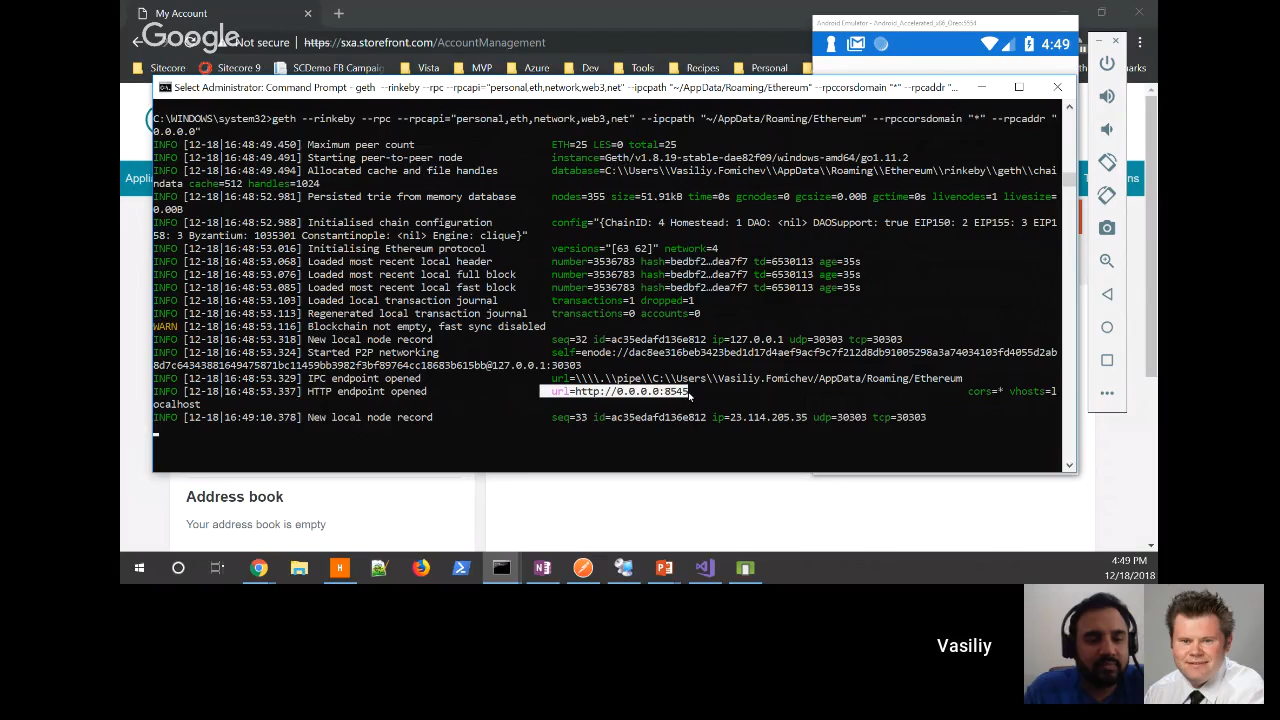 My Account
Google
Android Emulator - Android_Accelerated_x86_Oreo:5554
Not secure https://sxa.storefront.com/AccountManagement
4:49
Sitecore Sitecore 9 SCDemo FB Campai Vista MVP Azure Dev Tools Recipes Personal
marks
Select Administrator: Command Prompt - geth --rinkeby --rpc --rpcapi="personal,eth,network,web3,net" --ipcpath "~/AppData/Roaming/Ethereum" --rpccorsdomain "*" --rpcaddr "...
C:\WINDOWS\system32>geth --rinkeby --rpc --rpcapi="personal,eth,network,web3,net" --ipcpath "~/AppData/Roaming/Ethereum" --rpccorsdomain "*" --rpcaddr "
0.0.0.0"
INFO [12-18|16:48:49.450] Maximum peer count ETH=25 LES=0 total=25
INFO [12-18|16:48:49.491] Starting peer-to-peer node instance=Geth/v1.8.19-stable-dae82f09/windows-amd64/go1.11.2
INFO [12-18|16:48:49.494] Allocated cache and file handles database=C:\\Users\\Vasiliy.Fomichev\\AppData\\Roaming\\Ethereum\\rinkeby\\geth\\chai
ndata cache=512 handles=1024
INFO [12-18|16:48:52.981] Persisted trie from memory database nodes=355 size=51.91kB time=0s gcnodes=0 gcsize=0.00B gctime=0s livenodes=1 livesize=
0.00B
INFO [12-18|16:48:52.988] Initialised chain configuration config="{ChainID: 4 Homestead: 1 DAO: <nil> DAOSupport: true EIP150: 2 EIP155: 3 EIP1
58: 3 Byzantium: 1035301 Constantinople: <nil> Engine: clique}"
INFO [12-18|16:48:53.016] Initialising Ethereum protocol versions="[63 62]" network=4
INFO [12-18|16:48:53.068] Loaded most recent local header number=3536783 hash=bedbf2…dea7f7 td=6530113 age=35s
INFO [12-18|16:48:53.076] Loaded most recent local full block number=3536783 hash=bedbf2…dea7f7 td=6530113 age=35s
INFO [12-18|16:48:53.085] Loaded most recent local fast block number=3536783 hash=bedbf2…dea7f7 td=6530113 age=35s
INFO [12-18|16:48:53.103] Loaded local transaction journal transactions=1 dropped=1
INFO [12-18|16:48:53.113] Regenerated local transaction journal transactions=0 accounts=0
WARN [12-18|16:48:53.116] Blockchain not empty, fast sync disabled
INFO [12-18|16:48:53.318] New local node record seq=32 id=ac35edafd136e812 ip=127.0.0.1 udp=30303 tcp=30303
INFO [12-18|16:48:53.324] Started P2P networking self=enode://dac8ee316beb3423bed1d17d4aef9acf9c7f212d8db91005298a3a74034103fd4055d2ab
8d7c64343881649475871bc11459bb3982f3bf89764cc18683b615bb@127.0.0.1:30303
INFO [12-18|16:48:53.329] IPC endpoint opened url=\\\\.\\pipe\\C:\\Users\\Vasiliy.Fomichev/AppData/Roaming/Ethereum
INFO [12-18|16:48:53.327] HTTP endpoint opened url=http://0.0.0.0:8545 cors=* vhosts=l
ocalhost
INFO [12-18|16:49:10.378] New local node record seq=33 id=ac35edafd136e812 ip=23.114.205.35 udp=30303 tcp=30303
Address book
Your address book is empty
4:49 PM
12/18/2018
Vasiliy